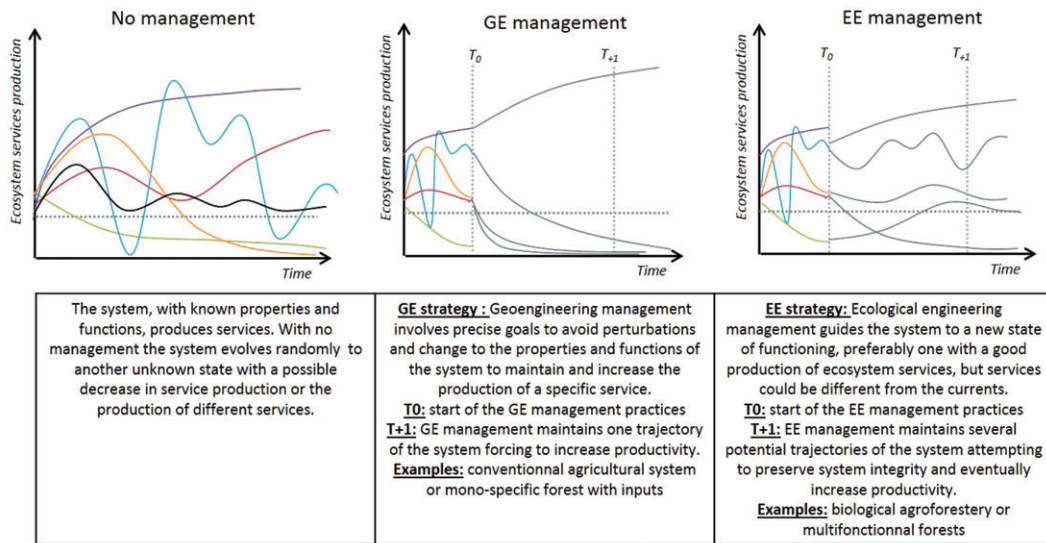 No management
GE management
EE management
Ecosystem services production
Time
T0
T+1
Ecosystem services production
Time
T0
T+1
Ecosystem services production
Time
The system, with known properties and
functions, produces services. With no
management the system evolves randomly to
another unknown state with a possible
decrease in service production or the
production of different services.
GE strategy : Geoengineering management
involves precise goals to avoid perturbations
and change to the properties and functions of
the system to maintain and increase the
production of a specific service.
T0: start of the GE management practices
T+1: GE management maintains one trajectory
of the system forcing to increase productivity.
Examples: conventionnal agricultural system
or mono-specific forest with inputs
EE strategy: Ecological engineering
management guides the system to a new state
of functioning, preferably one with a good
production of ecosystem services, but services
could be different from the currents.
T0: start of the EE management practices
T+1: EE management maintains several
potential trajectories of the system attempting
to preserve system integrity and eventually
increase productivity.
Examples: biological agroforestery or
multifonctionnal forests